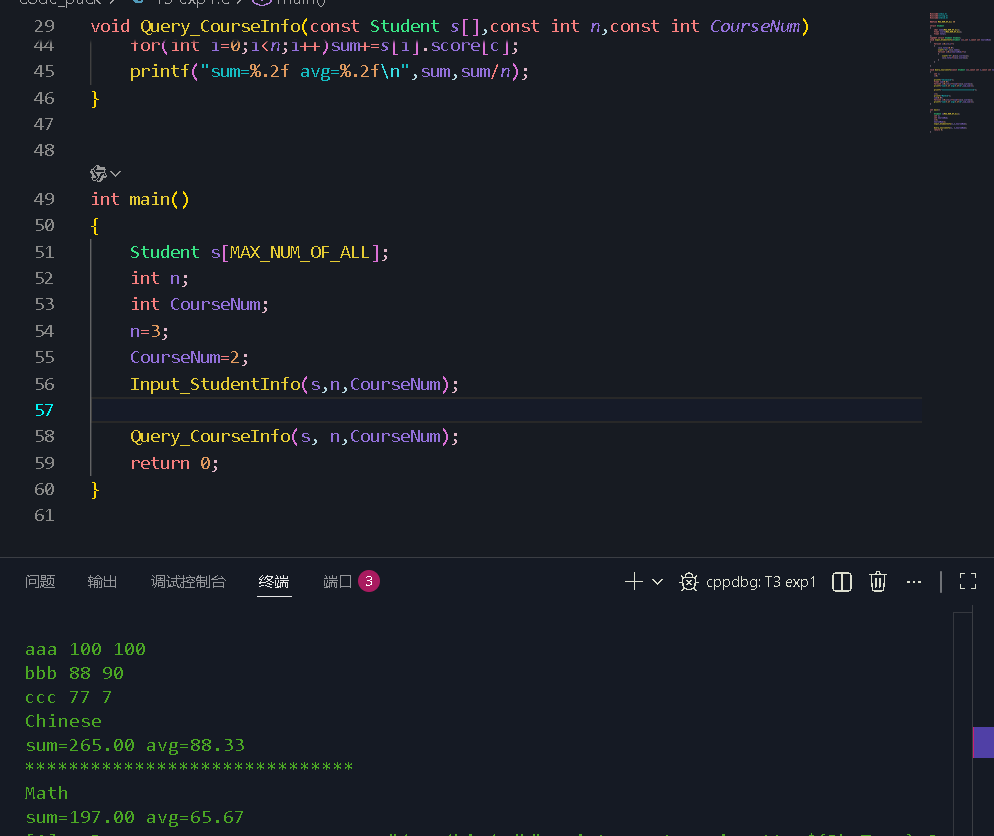 code_pack > T3 exp1.c > main()
29 void Query_CourseInfo(const Student s[],const int n,const int CourseNum)
44 for(int i=0;i<n;i++)sum+=s[i].score[c];
45 printf("sum=%.2f avg=%.2f\n",sum,sum/n);
46 }
47
48
49 int main()
50 {
51 Student s[MAX_NUM_OF_ALL];
52 int n;
53 int CourseNum;
54 n=3;
55 CourseNum=2;
56 Input_StudentInfo(s,n,CourseNum);
57
58 Query_CourseInfo(s, n,CourseNum);
59 return 0;
60 }
61
问题 输出 调试控制台 终端 端口 3 cppdbg: T3 exp1
aaa 100 100
bbb 88 90
ccc 77 7
Chinese
sum=265.00 avg=88.33
******************************
Math
sum=197.00 avg=65.67